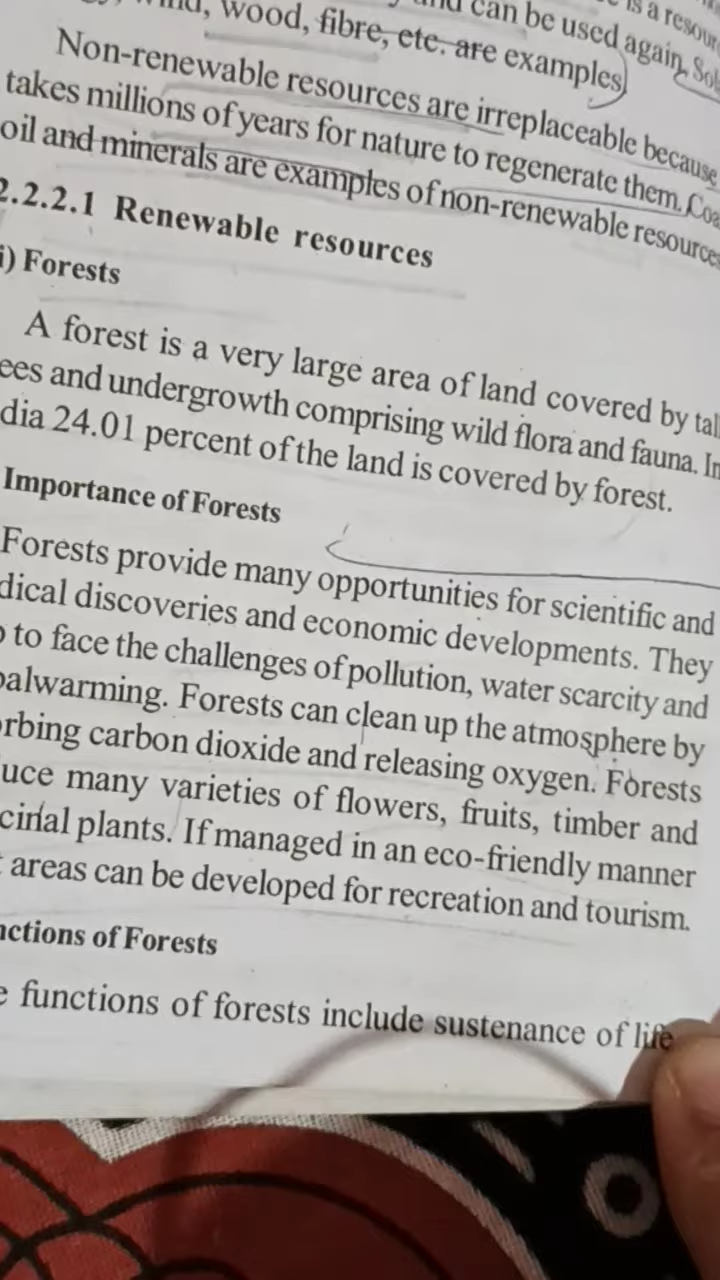 is a resour
and can be used again. Sol
wood, fibre, etc. are examples.
Non-renewable resources are irreplaceable because
takes millions of years for nature to regenerate them. Coa
oil and minerals are examples of non-renewable resources
2.2.2.1 Renewable resources
i) Forests
A forest is a very large area of land covered by tall
ees and undergrowth comprising wild flora and fauna. In
dia 24.01 percent of the land is covered by forest.
Importance of Forests
Forests provide many opportunities for scientific and
dical discoveries and economic developments. They
to face the challenges of pollution, water scarcity and
balwarming. Forests can clean up the atmosphere by
orbing carbon dioxide and releasing oxygen. Forests
uce many varieties of flowers, fruits, timber and
cinal plants. If managed in an eco-friendly manner
areas can be developed for recreation and tourism.
nctions of Forests
e functions of forests include sustenance of life